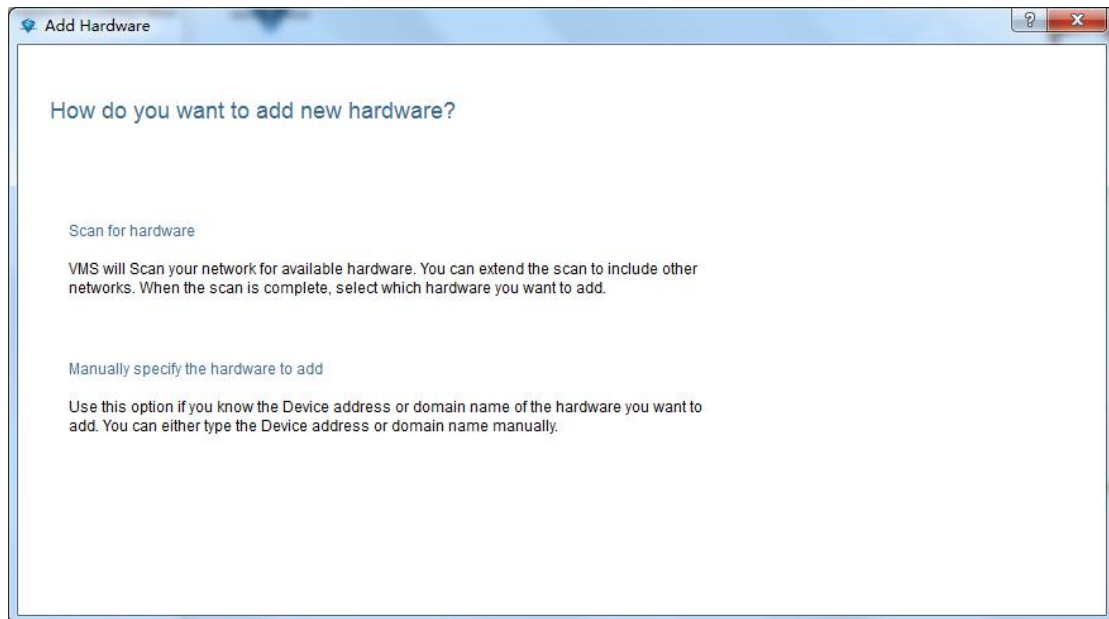 Add Hardware
How do you want to add new hardware?
Scan for hardware
VMS will Scan your network for available hardware. You can extend the scan to include other
networks. When the scan is complete, select which hardware you want to add.
Manually specify the hardware to add
Use this option if you know the Device address or domain name of the hardware you want to
add. You can either type the Device address or domain name manually.